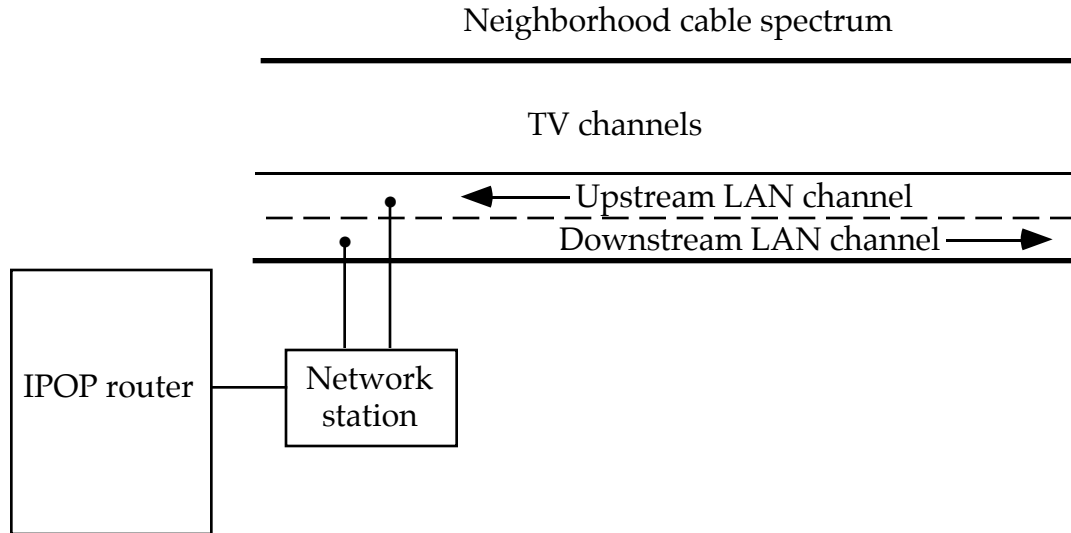 Neighborhood cable spectrum
TV channels
Upstream LAN channel
Downstream LAN channel
IPOP router
Network
station